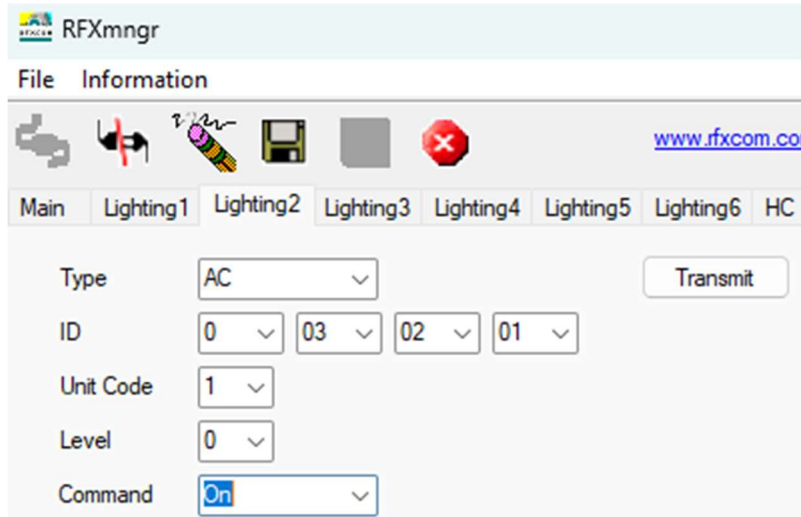 RFXmngr
File Information
www.rfxcom.co
Main Lighting1 Lighting2 Lighting3 Lighting4 Lighting5 Lighting6 HC
Type AC Transmit
ID 0 03 02 01
Unit Code 1
Level 0
Command On